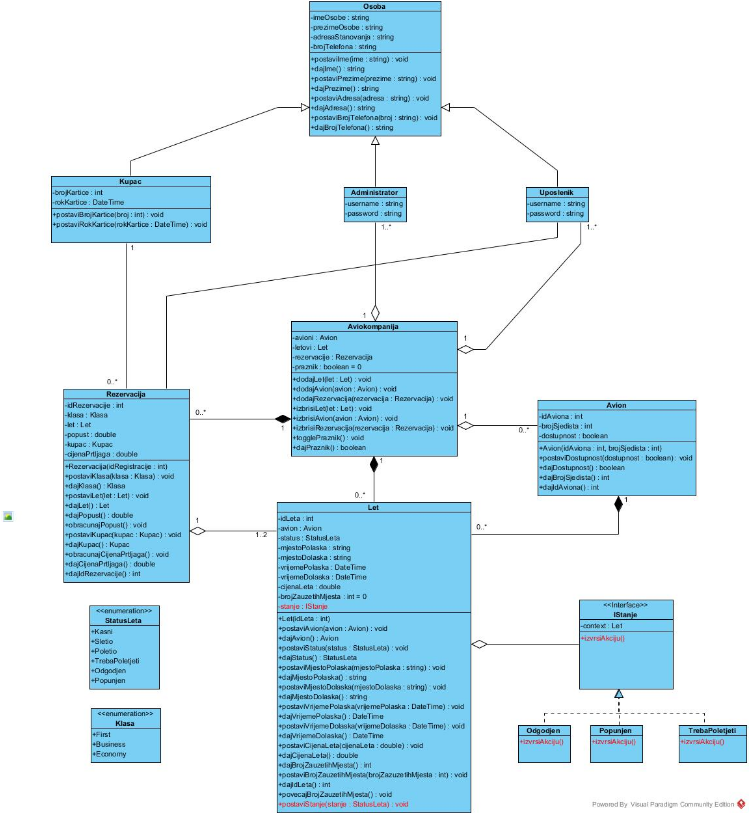 Osoba
-imeOsobe : string
-prezimeOsobe : string
-adresaStanovanja : string
-brojTelefona : string
+postaviIme(ime : string) : void
+dajIme() : string
+postaviPrezime(prezime : string) : void
+dajPrezime() : string
+postaviAdresa(adresa : string) : void
+dajAdresa() : string
+postaviBrojTelefona(broj : string) : void
+dajBrojTelefona() : string
Kupac
-brojKartice : int
-rokKartice : DateTime
+postaviBrojKartice(broj : int) : void
+postaviRokKartice(rokKartice : DateTime) : void
Administrator
-username : string
-password : string
Uposlenik
-username : string
-password : string
1
1..*
1..*
1
1
Aviokompanija
-avioni : Avion
-letovi : Let
-rezervacije : Rezervacija
-praznik : boolean = 0
+dodajLet(let : Let) : void
+dodajAvion(avion : Avion) : void
+dodajRezervacija(rezervacija : Rezervacija) : void
+izbrisiLet(let : Let) : void
+izbrisiAvion(avion : Avion) : void
+izbrisiRezervacija(rezervacija : Rezervacija) : void
+togglePraznik() : void
+dajPraznik() : boolean
0..*
0..*
1
1
0..*
Rezervacija
-idRezervacije : int
-klasa : Klasa
-let : Let
-popust : double
-kupac : Kupac
-cijenaPrtljaga : double
+Rezervacija(idRegistracije : int)
+postaviKlasa(klasa : Klasa) : void
+dajKlasa() : Klasa
+postaviLet(let : Let) : void
+dajLet() : Let
+dajPopust() : double
+obracunajPopust() : void
+postaviKupac(kupac : Kupac) : void
+dajKupac() : Kupac
+obracunajCijenaPrtljaga() : void
+dajCijenaPrtljaga() : double
+dajIdRezervacije() : int
Avion
-idAviona : int
-brojSjedista : int
-dostupnost : boolean
+Avion(idAviona : int, brojSjedista : int)
+postaviDostupnost(dostupnost : boolean) : void
+dajDostupnost() : boolean
+dajBrojSjedista() : int
+dajIdAviona() : int
1
0..*
1
1..2
0..*
1
Let
-idLeta : int
-avion : Avion
-status : StatusLeta
-mjestoPolaska : string
-mjestoDolaska : string
-vrijemePolaska : DateTime
-vrijemeDolaska : DateTime
-cijenaLeta : double
-brojZauzetihMjesta : int = 0
-stanje : IStanje
+Let(idLeta : int)
+postaviAvion(avion : Avion) : void
+dajAvion() : Avion
+postaviStatus(status : StatusLeta) : void
+dajStatus() : StatusLeta
+postaviMjestoPolaska(mjestoPolaska : string) : void
+dajMjestoPolaska() : string
+postaviMjestoDolaska(mjestoDolaska : string) : void
+dajMjestoDolaska() : string
+postaviVrijemePolaska(vrijemePolaska : DateTime) : void
+dajVrijemePolaska() : DateTime
+postaviVrijemeDolaska(vrijemeDolaska : DateTime) : void
+dajVrijemeDolaska() : DateTime
+postaviCijenaLeta(cijenaLeta : double) : void
+dajCijenaLeta() : double
+dajBrojZauzetihMjesta() : int
+postaviBrojZauzetihMjesta(brojZazuzetihMjesta : int) : void
+dajIdLeta() : int
+povecajBrojZauzetihMjesta() : void
+postaviStanje(stanje : StatusLeta) : void
<<enumeration>>
StatusLeta
+Kasni
+Sletio
+Poletio
+TrebaPoletjeti
+Odgodjen
+Popunjen
<<enumeration>>
Klasa
+First
+Business
+Economy
<<Interface>>
IStanje
-context : Let
+izvrsiAkciju()
Odgodjen
+izvrsiAkciju()
Popunjen
+izvrsiAkciju()
TrebaPoletjeti
+izvrsiAkciju()
Powered By Visual Paradigm Community Edition